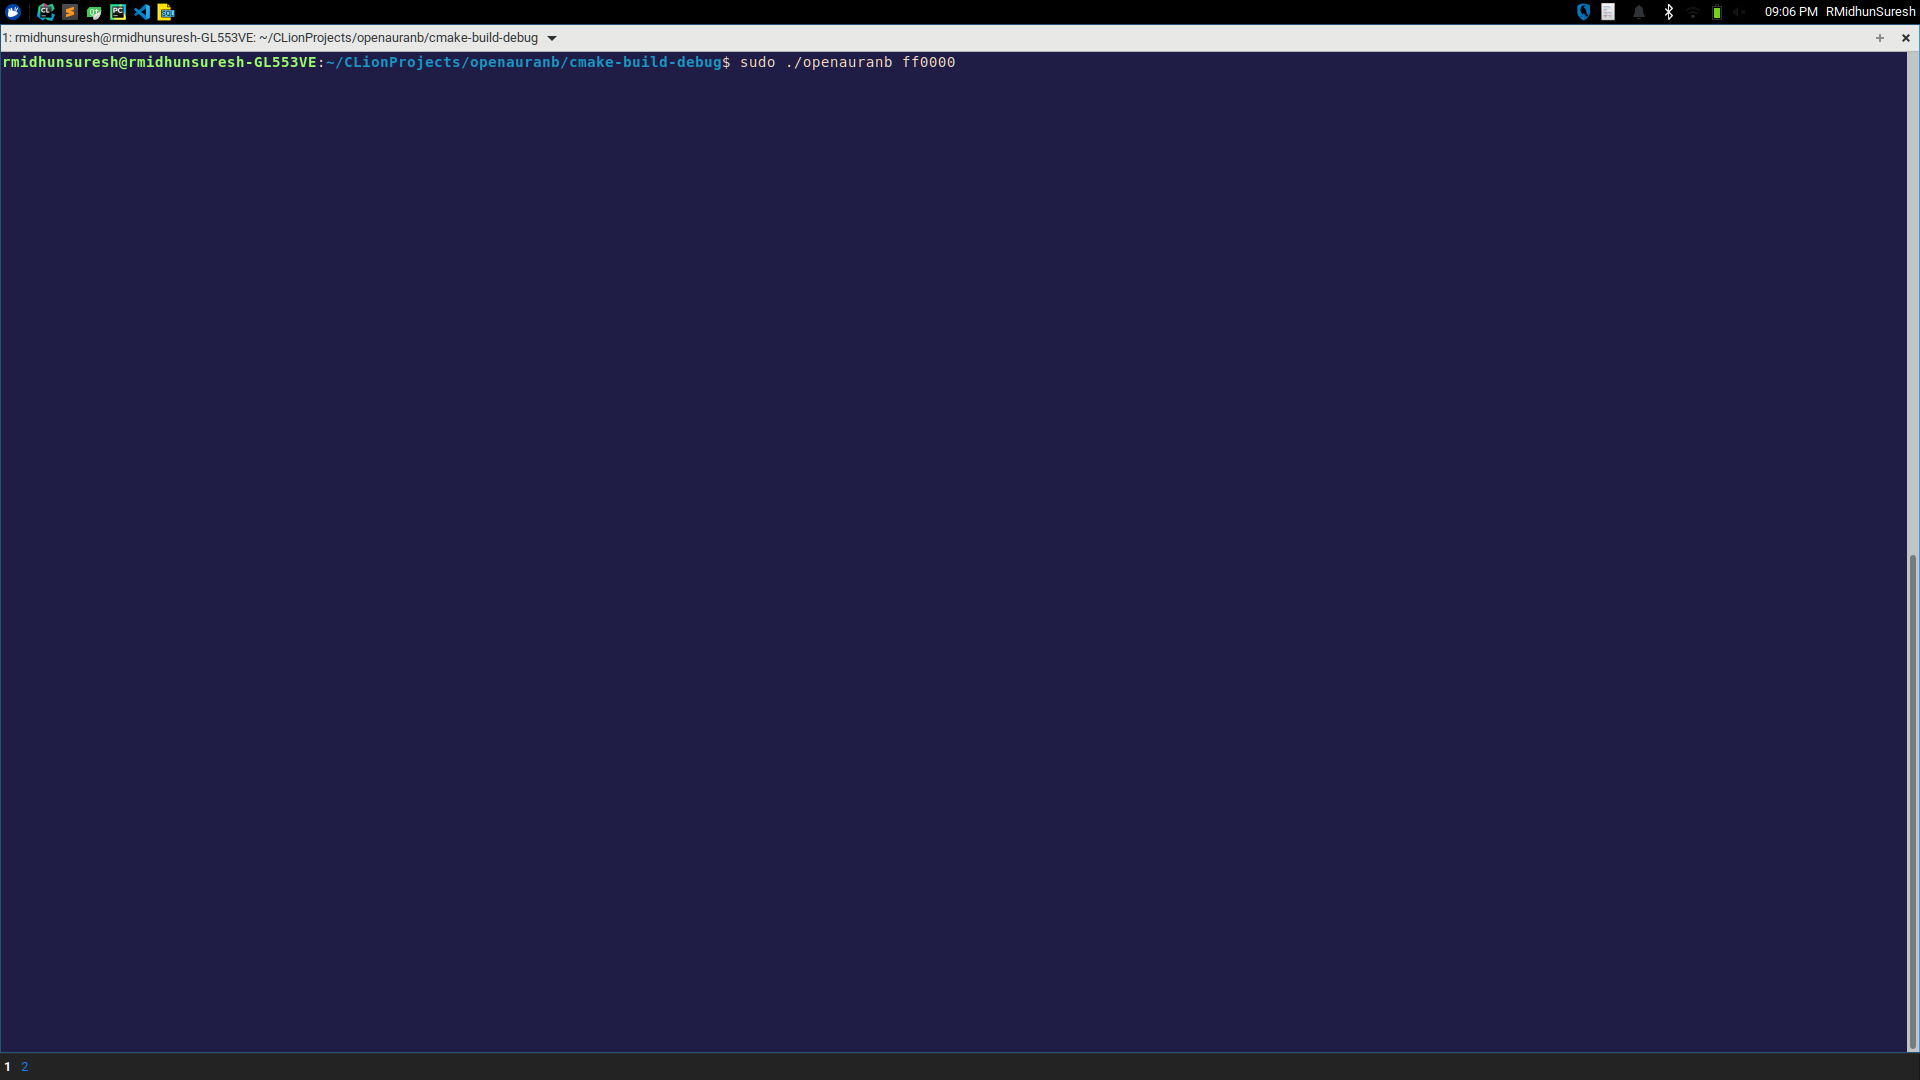 09:06 PM RMidhunSuresh
1: rmidhunsuresh@rmidhunsuresh-GL553VE: ~/CLionProjects/openauranb/cmake-build-debug
rmidhunsuresh@rmidhunsuresh-GL553VE:~/CLionProjects/openauranb/cmake-build-debug$ sudo ./openauranb ff0000
1 2